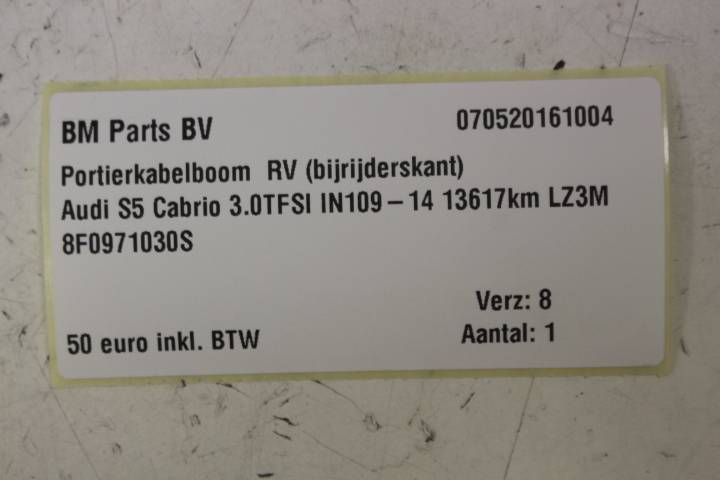 BM Parts BV 070520161004
Portierkabelboom RV (bijrijderskant)
Audi S5 Cabrio 3.0TFSI IN109-14 13617km LZ3M
8F0971030S
Verz: 8
50 euro inkl. BTW Aantal: 1